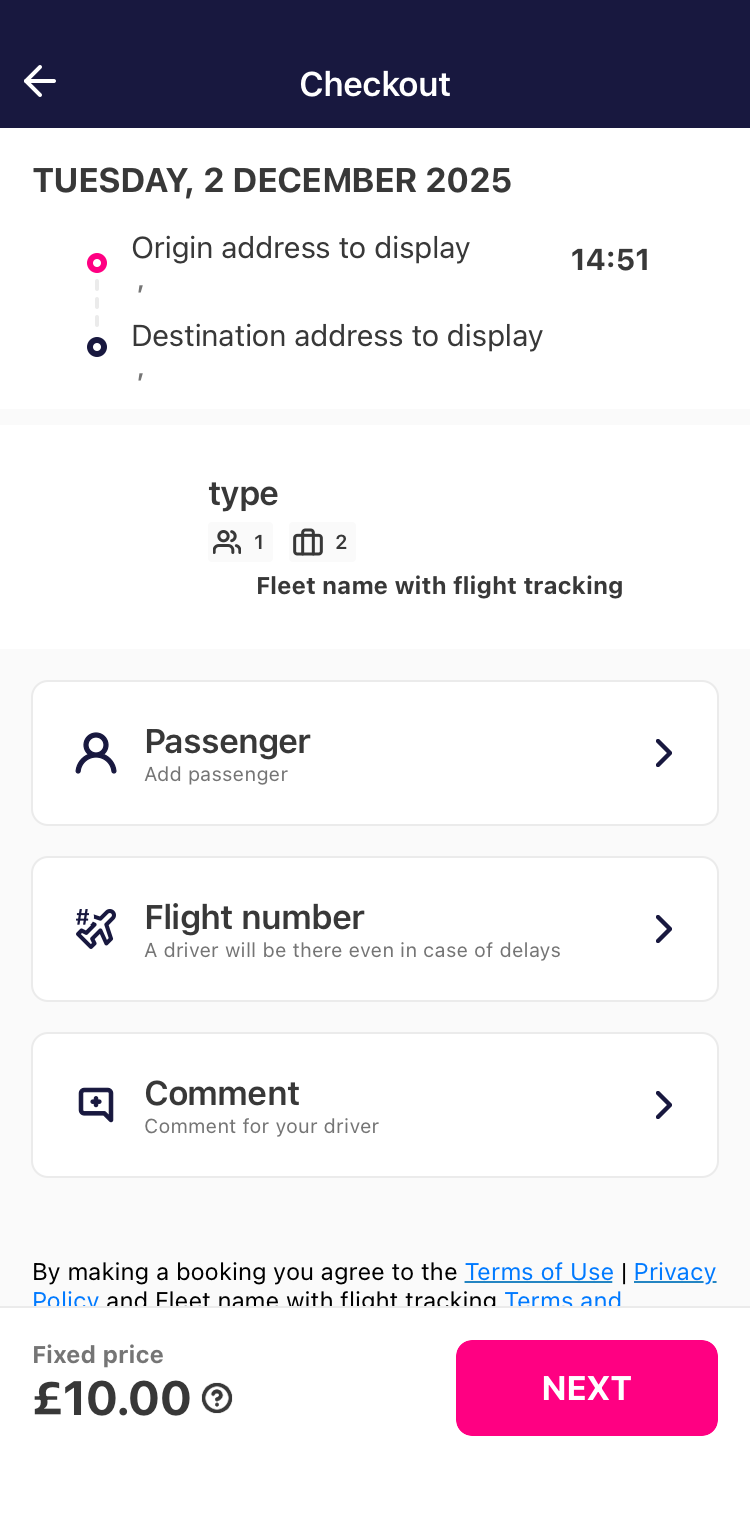 Checkout
TUESDAY, 2 DECEMBER 2025
Origin address to display
14:51
,
Destination address to display
,
type
1 2
Fleet name with flight tracking
Passenger
Add passenger
# Flight number
A driver will be there even in case of delays
Comment
Comment for your driver
By making a booking you agree to the Terms of Use | Privacy
Policy and Fleet name with flight tracking Terms and
Fixed price
£10.00 ?
NEXT